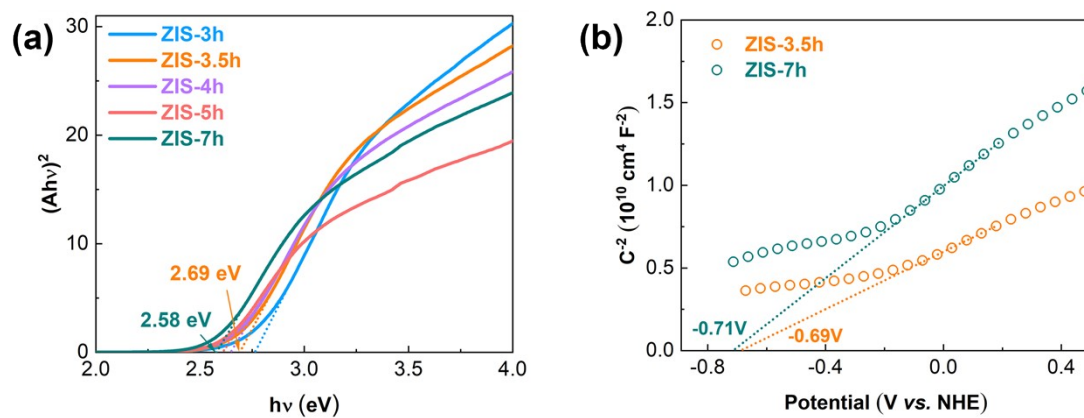 (a)
ZIS-3h
ZIS-3.5h
ZIS-4h
ZIS-5h
ZIS-7h
(Ahν)²
30
20
10
0
2.69 eV
2.58 eV
2.0 2.5 3.0 3.5 4.0
hν (eV)
(b)
ZIS-3.5h
ZIS-7h
C⁻² (10¹⁰ cm⁴ F⁻²)
2.0
1.5
1.0
0.5
0.0
-0.71V
-0.69V
-0.8 -0.4 0.0 0.4
Potential (V vs. NHE)